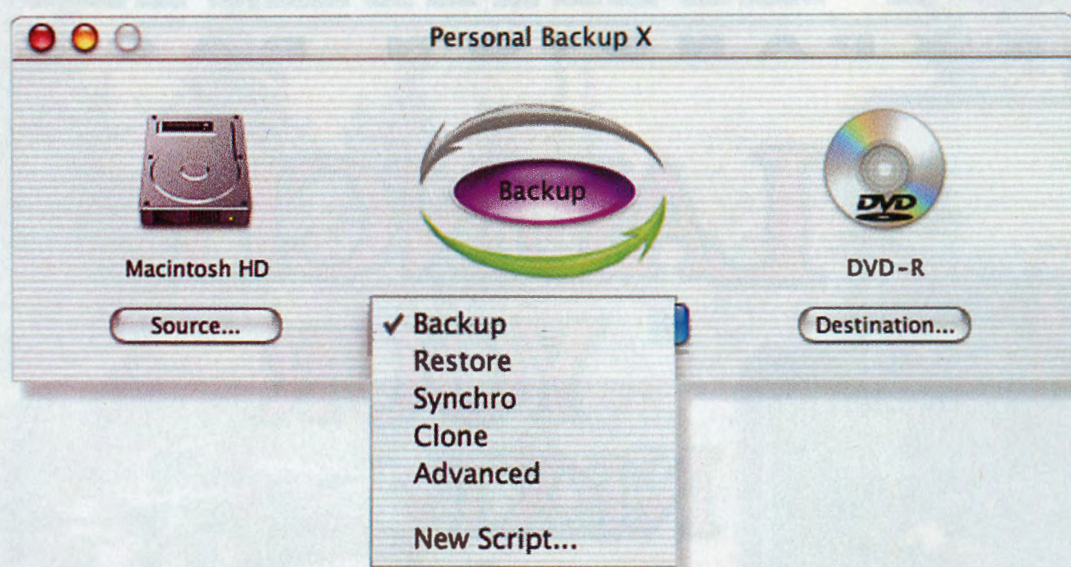 Personal Backup X
Backup
DVD
Macintosh HD
DVD-R
Source...
Destination...
✓ Backup
Restore
Synchro
Clone
Advanced
New Script...